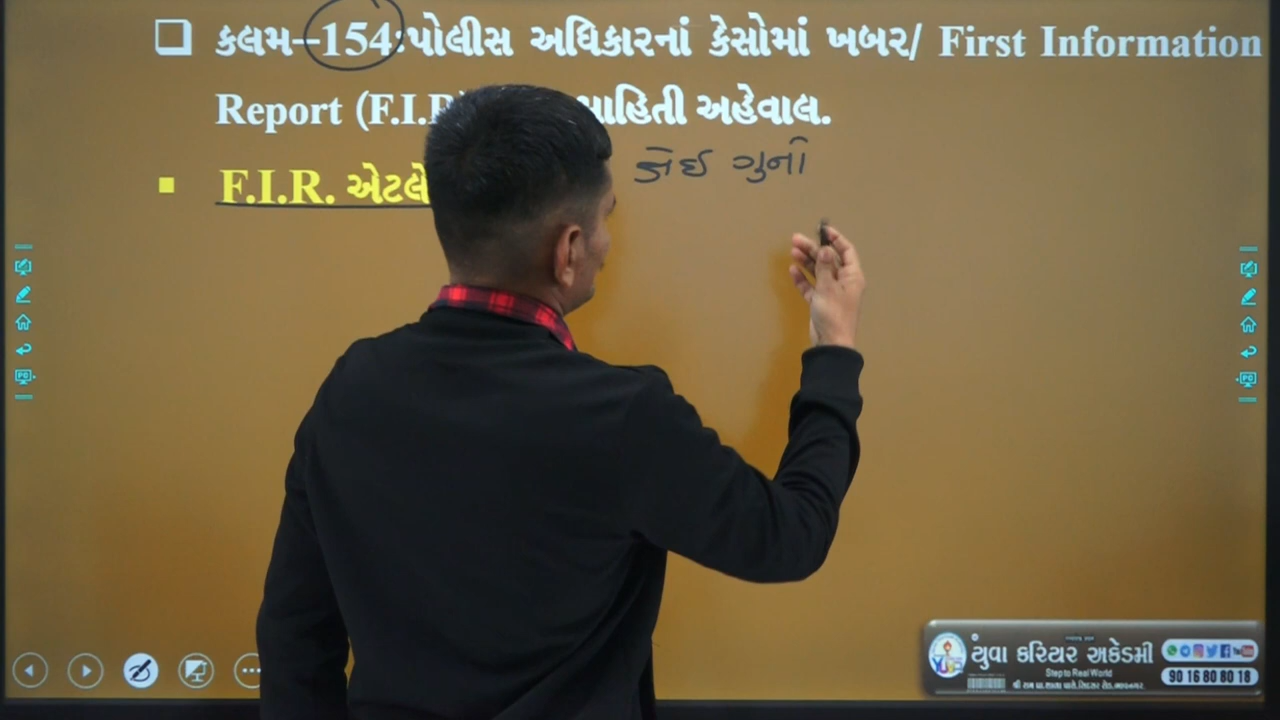 ❑ કલમ–154:પોલીસ અધિકારનાં કેસોમાં ખબર/ First Information
Report (F.I.R માહિતી અહેવાલ.
કોઈ ગુનો
▪ F.I.R. એટલે
યુવા કરિયર અકેડમી
Step to Real World
90 16 80 80 18